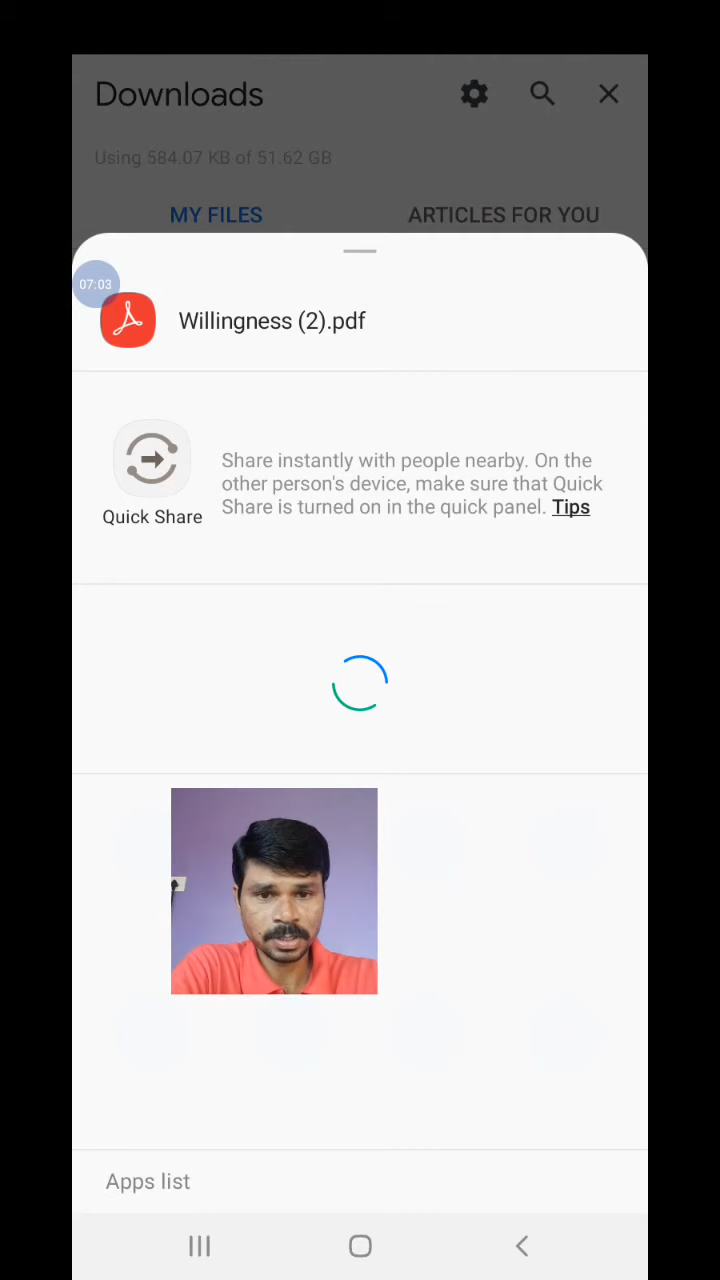 Downloads
Using 584.07 KB of 51.62 GB
MY FILES
ARTICLES FOR YOU
07:03
Willingness (2).pdf
Share instantly with people nearby. On the
other person's device, make sure that Quick
Share is turned on in the quick panel. Tips
Quick Share
Apps list